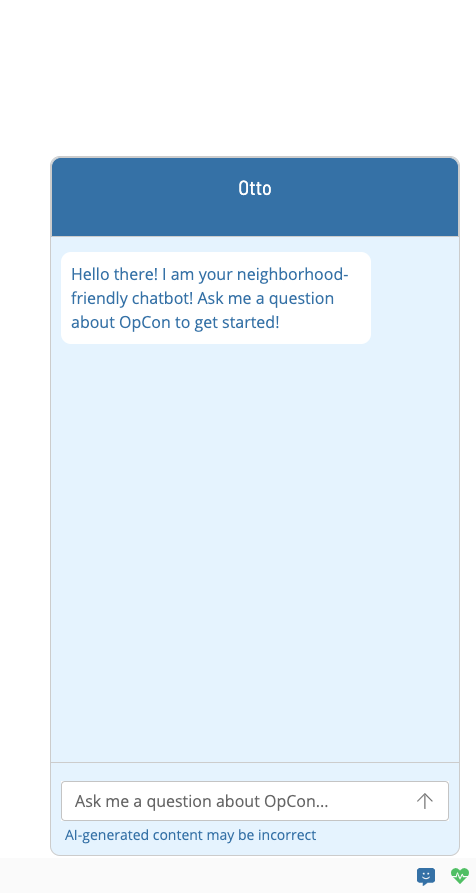 Otto
Hello there! I am your neighborhood-
friendly chatbot! Ask me a question
about OpCon to get started!
Ask me a question about OpCon...
AI-generated content may be incorrect